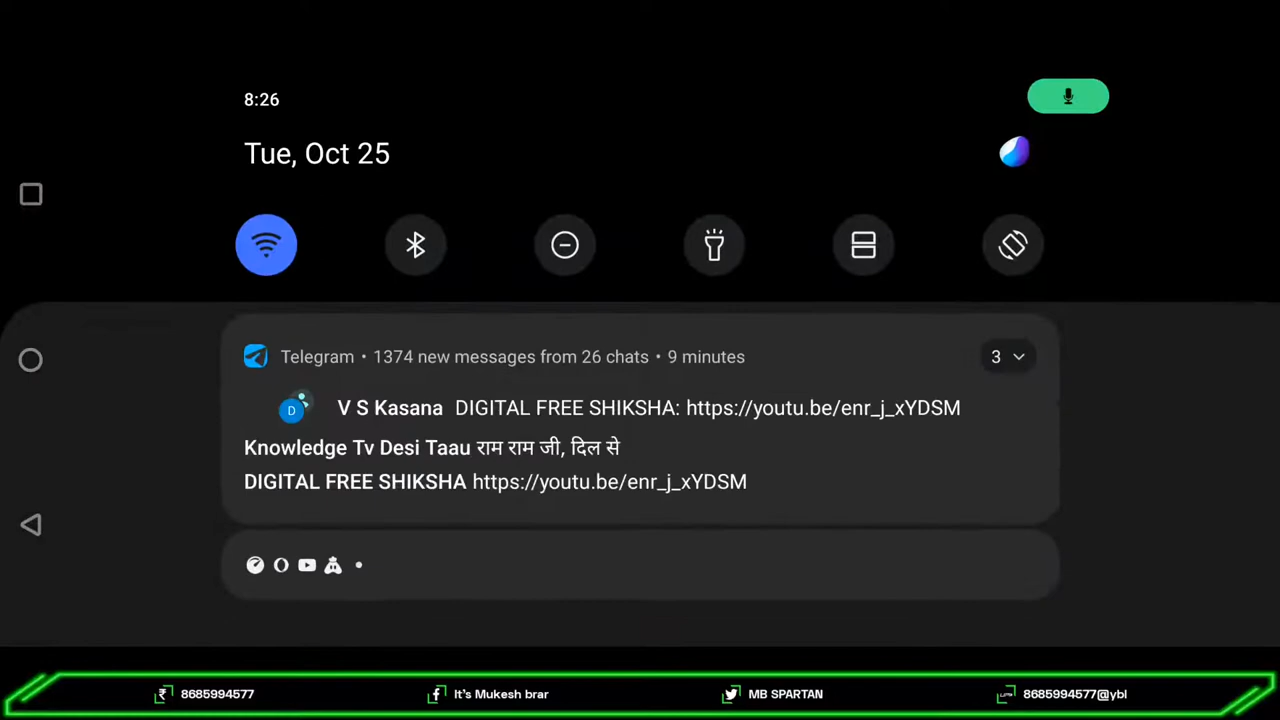 8:26
Tue, Oct 25
Telegram • 1374 new messages from 26 chats • 9 minutes
3
D
V S Kasana DIGITAL FREE SHIKSHA: https://youtu.be/enr_j_xYDSM
Knowledge Tv Desi Taau राम राम जी, दिल से
DIGITAL FREE SHIKSHA https://youtu.be/enr_j_xYDSM
₹ 8685994577
It's Mukesh brar
MB SPARTAN
8685994577@ybl